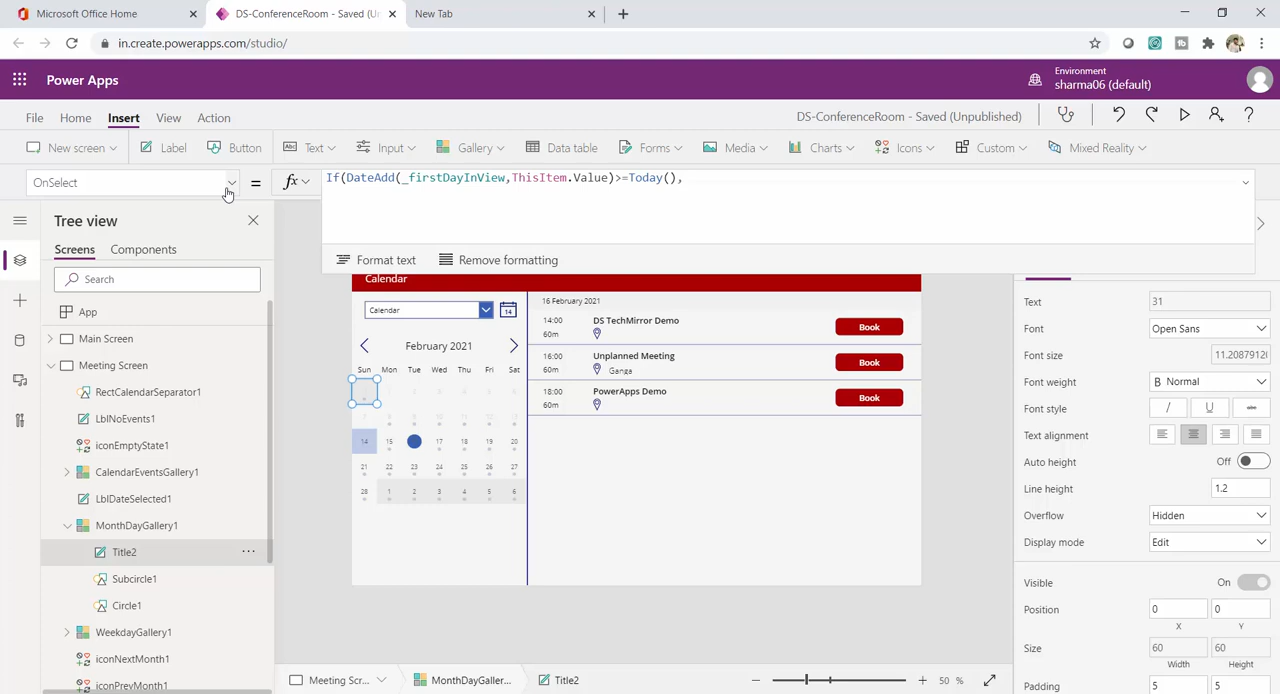 Microsoft Office Home
DS-ConferenceRoom - Saved (Un
New Tab
in.create.powerapps.com/studio/
Power Apps
Environment
sharma06 (default)
File Home Insert View Action
DS-ConferenceRoom - Saved (Unpublished)
New screen Label Button Text Input Gallery Data table Forms Media Charts Icons Custom Mixed Reality
OnSelect = fx If(DateAdd(_firstDayInView,ThisItem.Value)>=Today(),
Format text Remove formatting
Tree view
Screens Components
Search
App
Main Screen
Meeting Screen
RectCalendarSeparator1
LblNoEvents1
iconEmptyState1
CalendarEventsGallery1
LblDateSelected1
MonthDayGallery1
Title2 ...
Subcircle1
Circle1
WeekdayGallery1
iconNextMonth1
iconPrevMonth1
Calendar
Calendar 14
February 2021
Sun Mon Tue Wed Thu Fri Sat
14 15 17 18 19 20
21 22 23 24 25 26 27
28 1 2 3 4 5 6
16 February 2021
14:00 DS TechMirror Demo
60m
Book
16:00 Unplanned Meeting
60m Ganga
Book
18:00 PowerApps Demo
60m
Book
Text 31
Font Open Sans
Font size 11.20879120
Font weight B Normal
Font style / U abc
Text alignment
Auto height Off
Line height 1.2
Overflow Hidden
Display mode Edit
Visible On
Position 0 0
X Y
Size 60 60
Width Height
Padding 5 5
Meeting Scr... MonthDayGaller... Title2
50 %